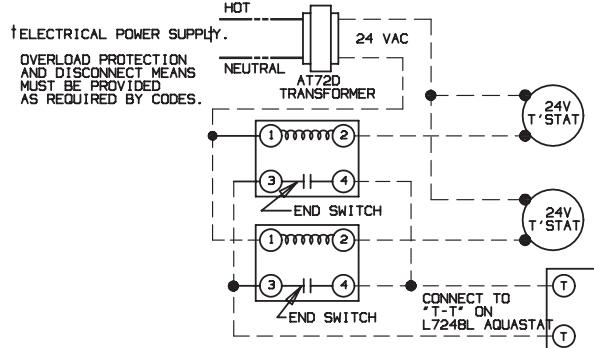 HOT
†ELECTRICAL POWER SUPPLY.
24 VAC
OVERLOAD PROTECTION
AND DISCONNECT MEANS
MUST BE PROVIDED
AS REQUIRED BY CODES.
NEUTRAL
AT72D
TRANSFORMER
24V
T'STAT
1
2
3
4
END SWITCH
24V
T'STAT
1
2
3
4
END SWITCH
CONNECT TO
"T-T" ON
L7248L AQUASTAT
T
T